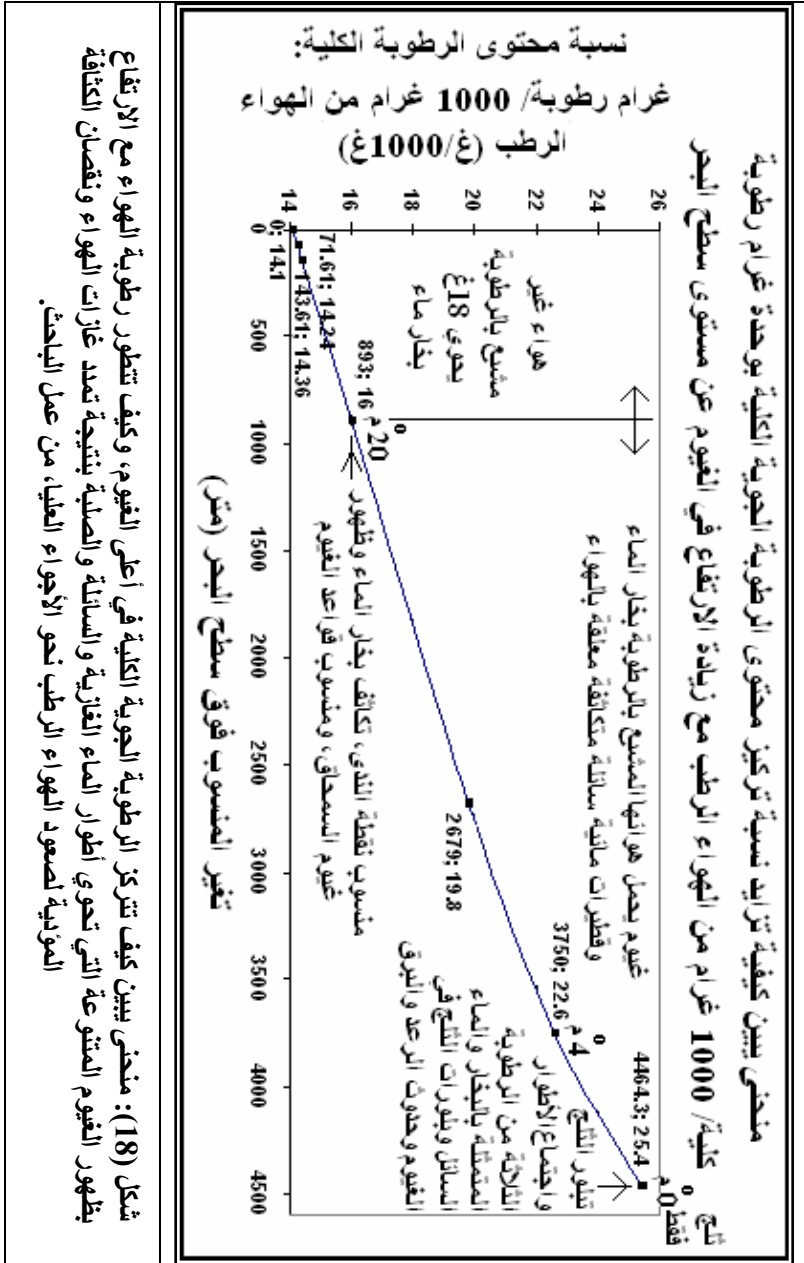 منحنى يبين كيفية تزايد نسبة تركيز محتوى الرطوبة الجوية الكلية بوحدة غرام رطوبة
كلية/ 1000 غرام من الهواء الرطب مع زيادة الارتفاع في الغيوم عن مستوى سطح البحر
نسبة محتوى الرطوبة الكلية:
غرام رطوبة/ 1000 غرام من الهواء
الرطب (غ/1000غ)
26
24
22
20
18
16
14
ثلج
فقط 0 م°
4464.3; 25.4
غيوم يحمل هوائها المشبع بالرطوبة بخار الماء
وقطيرات مائية سائلة متكاثفة معلقة بالهواء
هواء غير
مشبع بالرطوبة
يحوي 18غ
بخار ماء
3750; 22.6
4 م°
تبلور الثلج
واجتماع الأطوار
الثلاثة من الرطوبة
المتمثلة بالبخار والماء
السائل وبلورات الثلج في
الغيوم وحدوث الرعد والبرق
2679; 19.8
20 م°
893; 16
منسوب نقطة الندى، تكاثف بخار الماء وظهور
غيوم السمحاق، ومنسوب قواعد الغيوم
71.61; 14.24
143.61; 14.36
0; 14.1
0 500 1000 1500 2000 2500 3000 3500 4000 4500
تغير المنسوب فوق سطح البحر (متر)
شكل (18): منحنى يبين كيف تتركز الرطوبة الجوية الكلية في أعلى الغيوم، وكيف تتطور رطوبة الهواء مع الارتفاع
بظهور الغيوم المتنوعة التي تحوي أطوار الماء الغازية والسائلة والصلبة بنتيجة تمدد غازات الهواء ونقصان الكثافة
المؤدية لصعود الهواء الرطب نحو الأجواء العليا، من عمل الباحث.